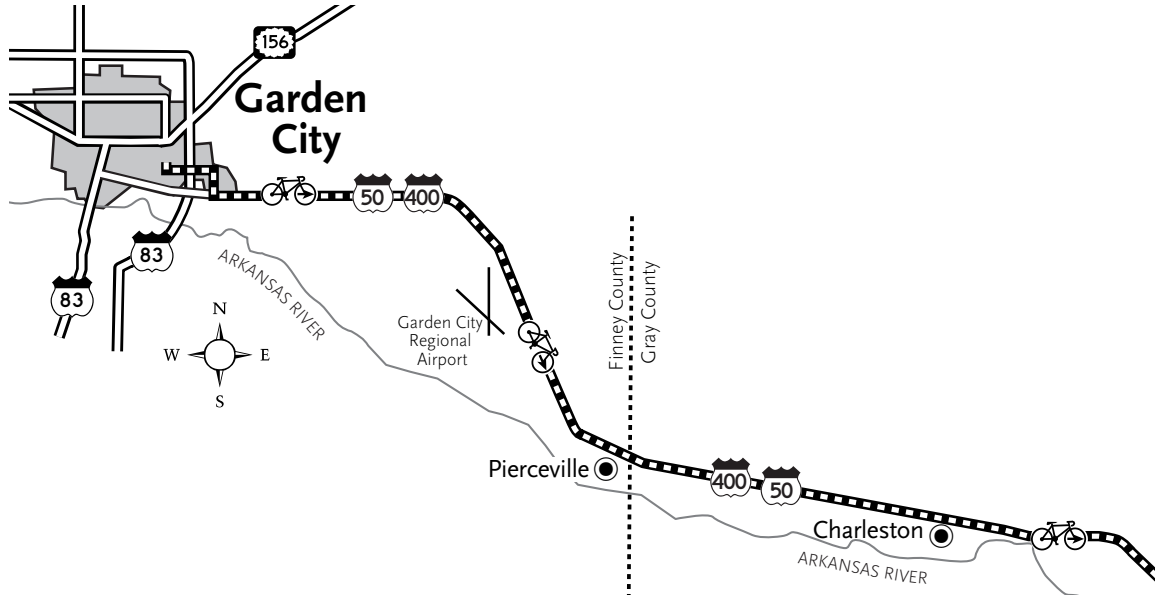 156
Garden
City
50
400
83
83
ARKANSAS RIVER
N
W
E
S
Garden City
Regional
Airport
Finney County
Gray County
Pierceville
400
50
Charleston
ARKANSAS RIVER